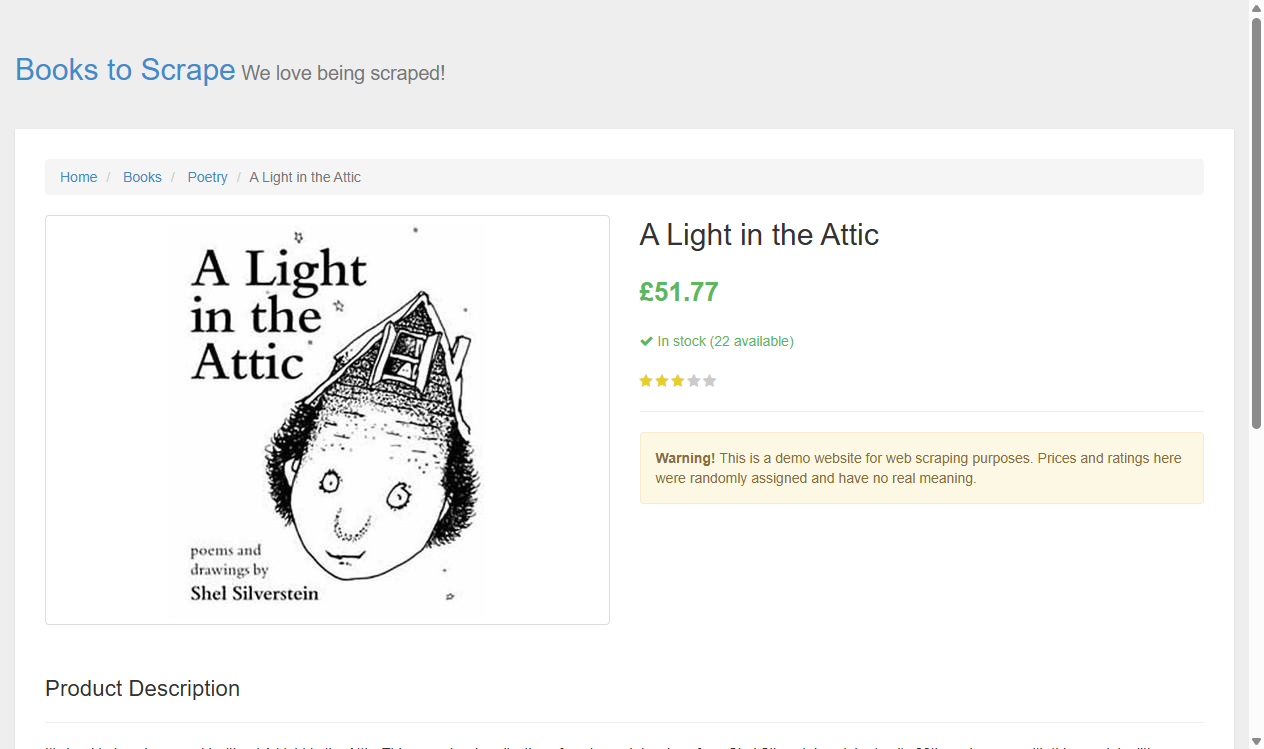 Books to Scrape We love being scraped!
Home / Books / Poetry / A Light in the Attic
A Light
in the
Attic
poems and
drawings by
Shel Silverstein
A Light in the Attic
£51.77
In stock (22 available)
Warning! This is a demo website for web scraping purposes. Prices and ratings here
were randomly assigned and have no real meaning.
Product Description